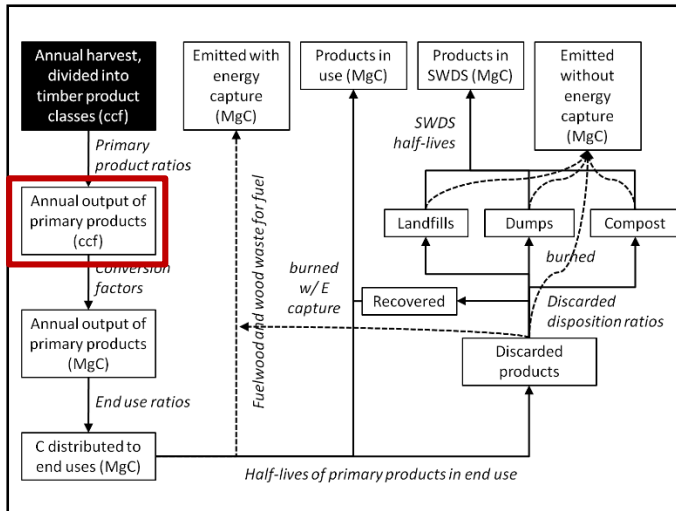 Annual harvest,
divided into
timber product
classes (ccf)
Emitted with
energy
capture
(MgC)
Products in
use (MgC)
Products in
SWDS (MgC)
Emitted
without
energy
capture
(MgC)
SWDS
half-lives
Primary
product ratios
Annual output of
primary products
(ccf)
Landfills
Dumps
Compost
Conversion
factors
Fuelwood and wood waste for fuel
burned
w/ E
capture
burned
Recovered
Discarded
disposition ratios
Annual output of
primary products
(MgC)
Discarded
products
End use ratios
C distributed to
end uses (MgC)
Half-lives of primary products in end use